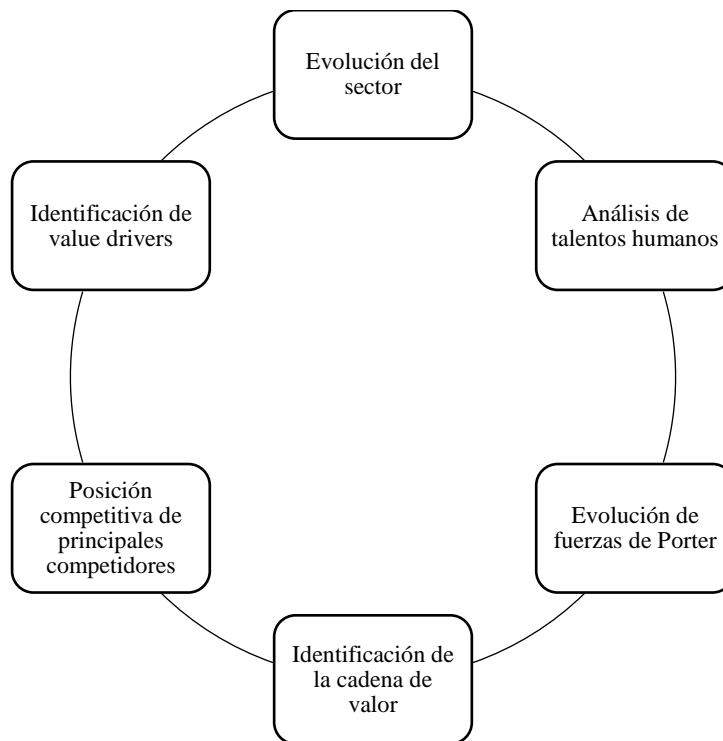 Evolución del
sector
Análisis de
talentos humanos
Evolución de
fuerzas de Porter
Identificación de
la cadena de
valor
Posición
competitiva de
principales
competidores
Identificación de
value drivers